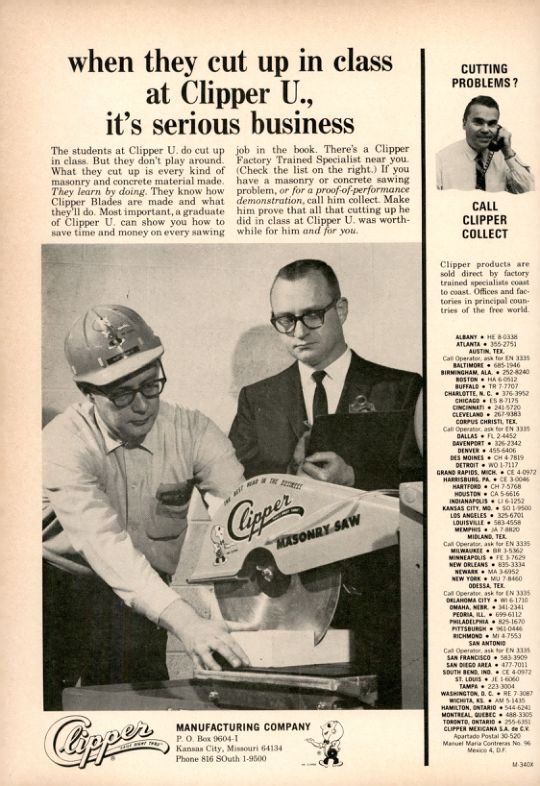 when they cut up in class
at Clipper U.,
it's serious business
The students at Clipper U. do cut up
in class. But they don't play around.
What they cut up is every kind of
masonry and concrete material made.
They learn by doing. They know how
Clipper Blades are made and what
they'll do. Most important, a graduate
of Clipper U. can show you how to
save time and money on every sawing
job in the book. There's a Clipper
Factory Trained Specialist near you.
(Check the list on the right.) If you
have a masonry or concrete sawing
problem, or for a proof-of-performance
demonstration, call him collect. Make
him prove that all that cutting up he
did in class at Clipper U. was worth-
while for him and for you.
THE BEST HEAD IN THE BUSINESS
Clipper
MASONRY SAW
Clipper
MANUFACTURING COMPANY
P. O. Box 9604-I
Kansas City, Missouri 64134
Phone 816 SOuth 1-9500
CUTTING
PROBLEMS?
CALL
CLIPPER
COLLECT
Clipper products are
sold direct by factory
trained specialists coast
to coast. Offices and fac-
tories in principal coun-
tries of the free world.
ALBANY • HE 8-0338
ATLANTA • 355-2751
AUSTIN, TEX.
Call Operator, ask for EN 3335
BALTIMORE • 685-1946
BIRMINGHAM, ALA. • 252-8240
BOSTON • HA 6-0512
BUFFALO • TR 7-7707
CHARLOTTE, N. C. • 376-3952
CHICAGO • ES 8-7175
CINCINNATI • 241-5720
CLEVELAND • 267-9383
CORPUS CHRISTI, TEX.
Call Operator, ask for EN 3335
DALLAS • FL 2-4452
DAVENPORT • 326-2342
DENVER • 455-6406
DES MOINES • CH 4-7819
DETROIT • WO 1-7117
GRAND RAPIDS, MICH. • CE 4-0972
HARRISBURG, PA. • CE 3-0046
HARTFORD • CH 7-5768
HOUSTON • CA 5-6616
INDIANAPOLIS • LI 6-1252
KANSAS CITY, MO. • SO 1-9500
LOS ANGELES • 325-6701
LOUISVILLE • 583-4558
MEMPHIS • JA 7-8820
MIDLAND, TEX.
Call Operator, ask for EN 3335
MILWAUKEE • BR 3-5362
MINNEAPOLIS • FE 3-7629
NEW ORLEANS • 835-3334
NEWARK • MA 3-6952
NEW YORK • MU 7-8460
ODESSA, TEX.
Call Operator, ask for EN 3335
OKLAHOMA CITY • WI 6-1710
OMAHA, NEBR. • 341-2341
PEORIA, ILL. • 699-6112
PHILADELPHIA • 825-1670
PITTSBURGH • 961-0446
RICHMOND • MI 4-7553
SAN ANTONIO
Call Operator, ask for EN 3335
SAN FRANCISCO • 583-3909
SAN DIEGO AREA • 477-7011
SOUTH BEND, IND. • CE 4-0972
ST. LOUIS • JE 1-6060
TAMPA • 223-3004
WASHINGTON, D. C. • RE 7-3087
WICHITA, KS. • AM 5-1435
HAMILTON, ONTARIO • 544-6241
MONTREAL, QUEBEC • 488-3305
TORONTO, ONTARIO • 255-6351
CLIPPER MEXICANA S.A. de C.V.
Apartado Postal 30-520
Manuel Maria Contreras No. 96
Mexico 4, D.F.
M-340X